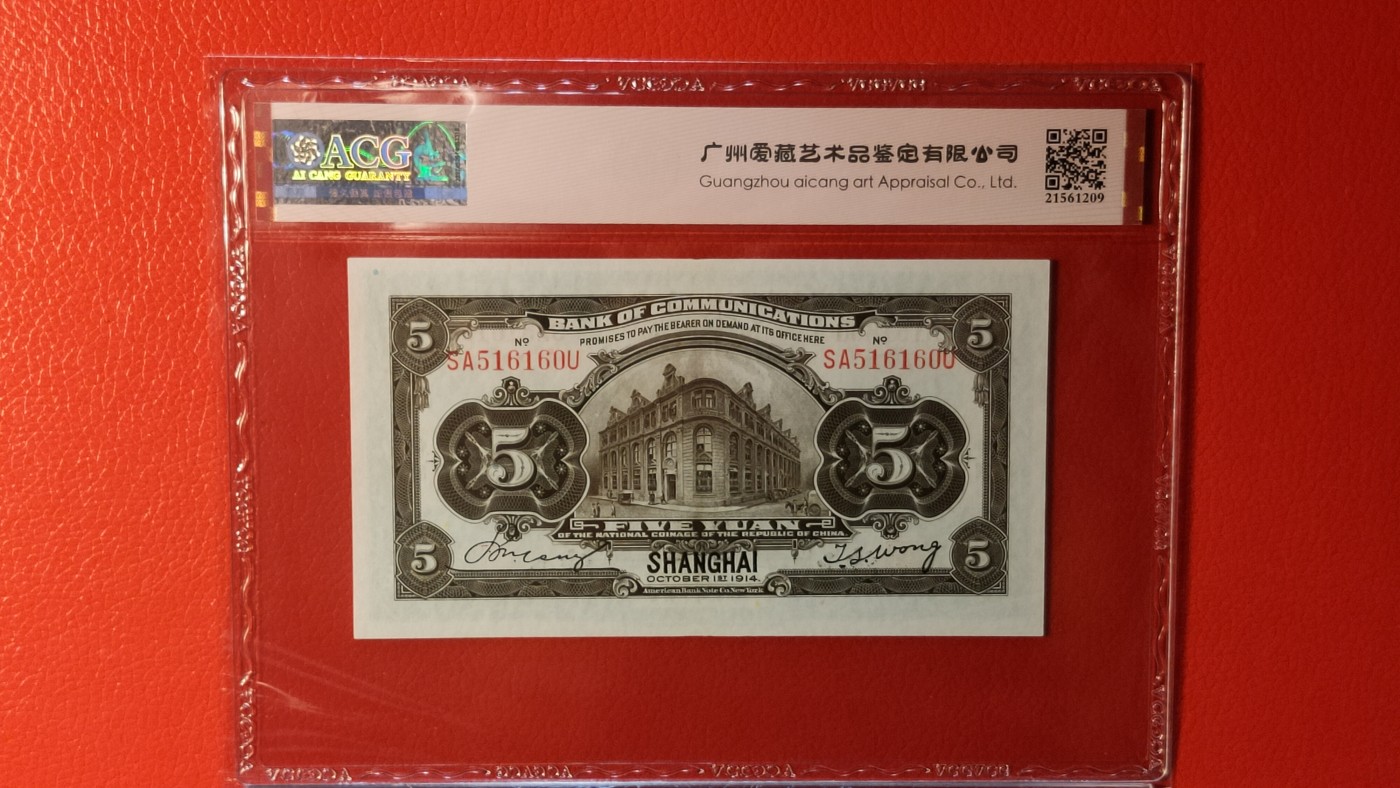 ACG
AI CANG GUARANTY
广州爱藏艺术品鉴定有限公司
Guangzhou aicang art Appraisal Co., Ltd.
21561209
BANK OF COMMUNICATIONS
PROMISES TO PAY THE BEARER ON DEMAND AT ITS OFFICE HERE
5 5
Nº Nº
SA516160U SA516160U
5 5
FIVE YUAN
OF THE NATIONAL COINAGE OF THE REPUBLIC OF CHINA
5 5
T.S.Wong
SHANGHAI
OCTOBER 1ST 1914.
American Bank Note Co. New York